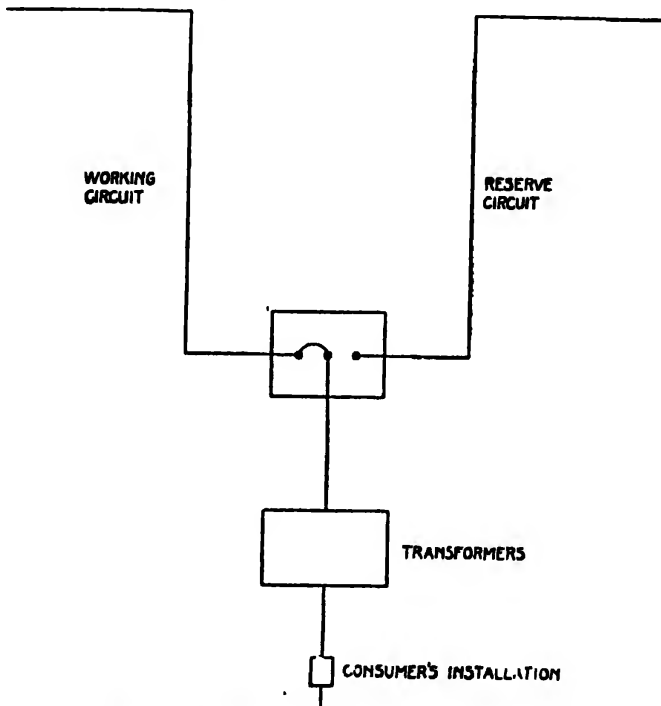 WORKING
CIRCUIT
RESERVE
CIRCUIT
TRANSFORMERS
CONSUMER'S INSTALLATION